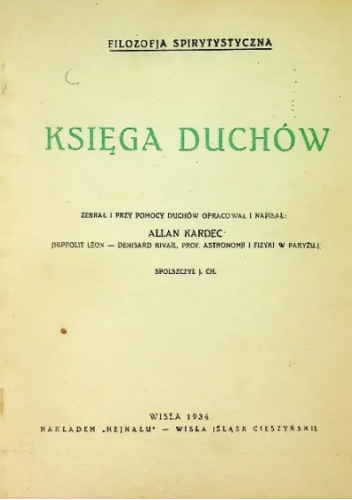 FILOZOFJA SPIRYTYSTYCZNA
KSIĘGA DUCHÓW
ZEBRAŁ I PRZY POMOCY DUCHÓW OPRACOWAŁ I NAPISAŁ:
ALLAN KARDEC
(HIPPOLIT LÉON — DENISARD RIVAIL, PROF. ASTRONOMJI I FIZYKI W PARYŻU.)
SPOLSZCZYŁ J. CH.
WISŁA 1934
NAKŁADEM „HEJNAŁU" — WISŁA (ŚLĄSK CIESZYŃSKI)